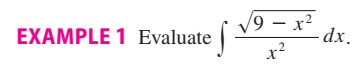 EXAMPLE 1 Evaluate ∫ √(9 − x²) / x² dx.